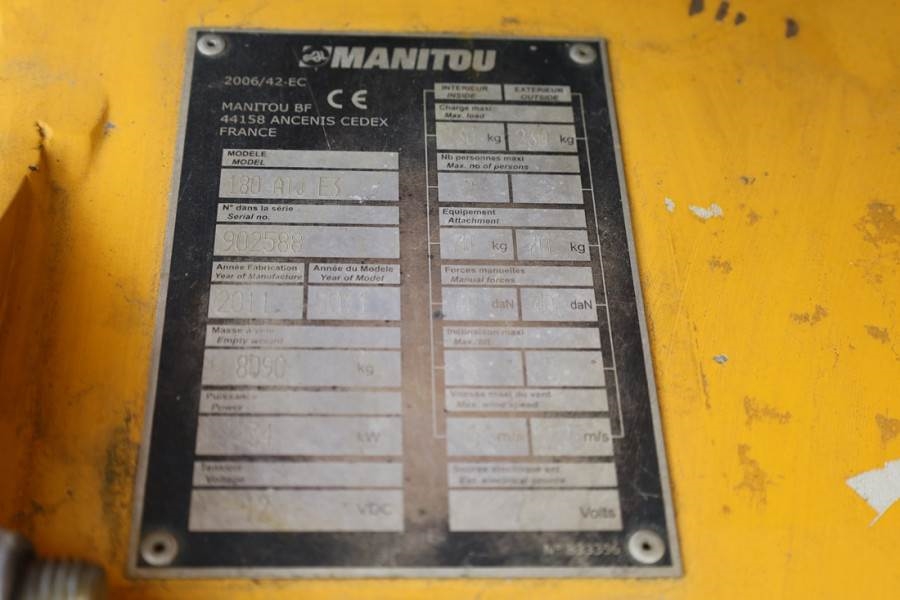 MANITOU
2006/42-EC
CE
MANITOU BF
44158 ANCENIS CEDEX
FRANCE
MODELE
MODEL
180 E3
N° dans la série
Serial no.
902588
Année Fabrication
Year of Manufacture
Année du Modele
Year of Model
2011
Masse à vide
Empty weight
8090 kg
Puissance
Power
kW
Tension
Voltage
12 VDC
INTERIEUR
INSIDE
EXTERIEUR
OUTSIDE
Charge maxi
Max. load
kg kg
Nb personnes maxi
Max. no of persons
Equipement
Attachment
kg kg
Forces manuelles
Manual forces
daN daN
Inclinaison maxi
Max. tilt
Vitesse maxi du vent
Max. wind speed
m/s m/s
Source électrique ext.
Ext. electrical source
Volts
N° 833356